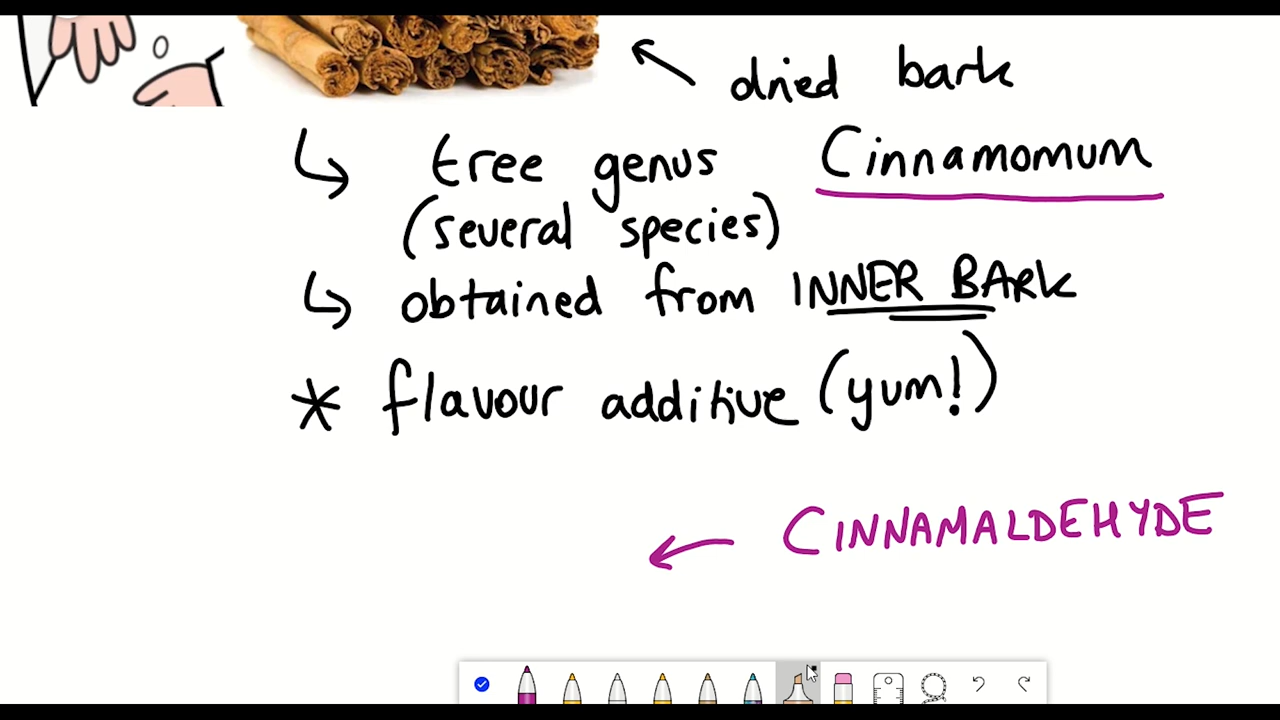 dried bark
tree genus Cinnamomum
(several species)
obtained from INNER BARK
* flavour additive (yum!)
CINNAMALDEHYDE